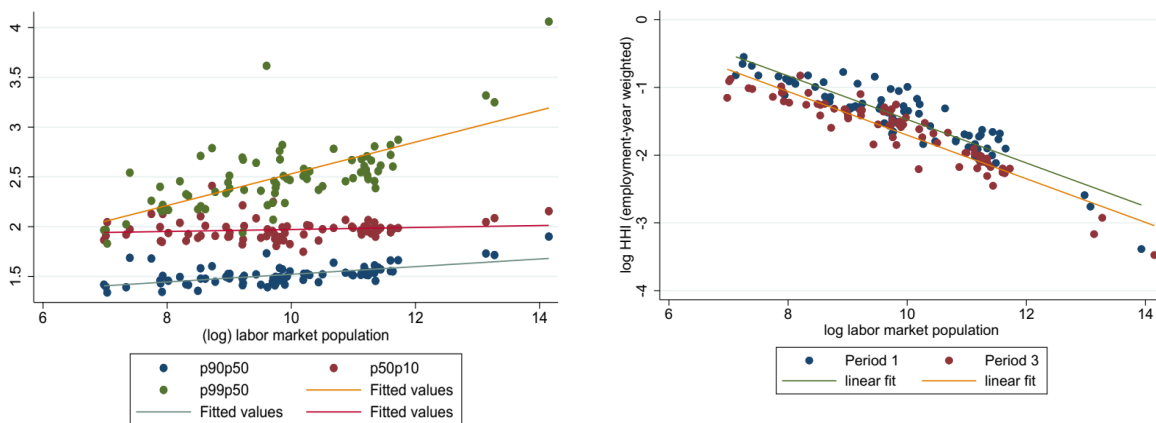 4
3.5
3
2.5
2
1.5
6
8
10
12
14
(log) labor market population
p90p50
p50p10
p99p50
Fitted values
Fitted values
Fitted values
log HHI (employment-year weighted)
0
-1
-2
-3
-4
6
8
10
12
14
log labor market population
Period 1
Period 3
linear fit
linear fit